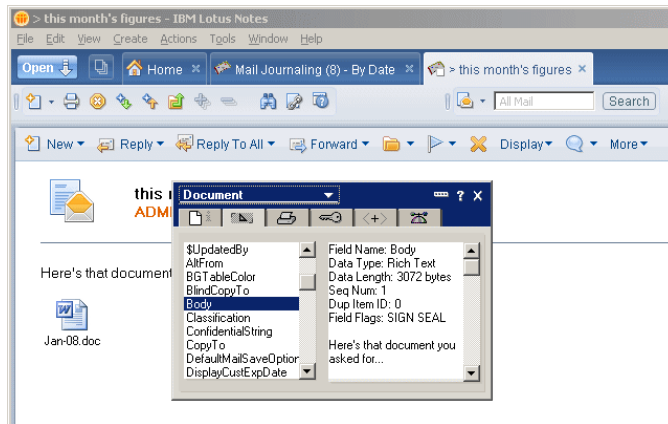 > this month's figures - IBM Lotus Notes
File Edit View Create Actions Tools Window Help
Open Home × Mail Journaling (8) - By Date × > this month's figures ×
All Mail Search
New Reply Reply To All Forward Display More
this
ADMI
Document ? X
<+>
$UpdatedBy
AltFrom
BGTableColor
BlindCopyTo
Body
Classification
ConfidentialString
CopyTo
DefaultMailSaveOption
DisplayCustExpDate
Field Name: Body
Data Type: Rich Text
Data Length: 3072 bytes
Seq Num: 1
Dup Item ID: 0
Field Flags: SIGN SEAL
Here's that document you
asked for...
Here's that document
Jan-08.doc